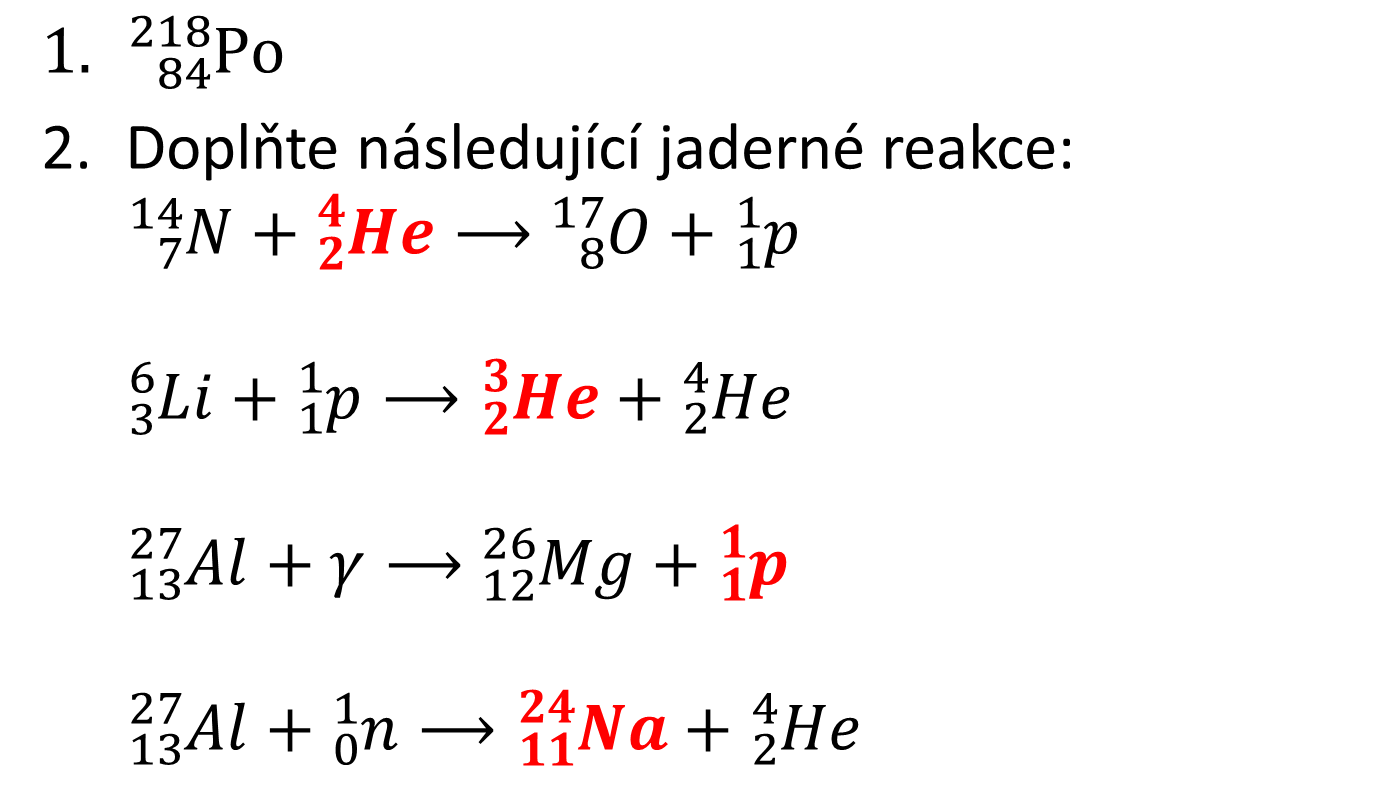 1. ²¹⁸₈₄Po
2. Doplňte následující jaderné reakce:
¹⁴₇N + ⁴₂He ⟶ ¹⁷₈O + ¹₁p
⁶₃Li + ¹₁p ⟶ ³₂He + ⁴₂He
²⁷₁₃Al + γ ⟶ ²⁶₁₂Mg + ¹₁p
²⁷₁₃Al + ¹₀n ⟶ ²⁴₁₁Na + ⁴₂He